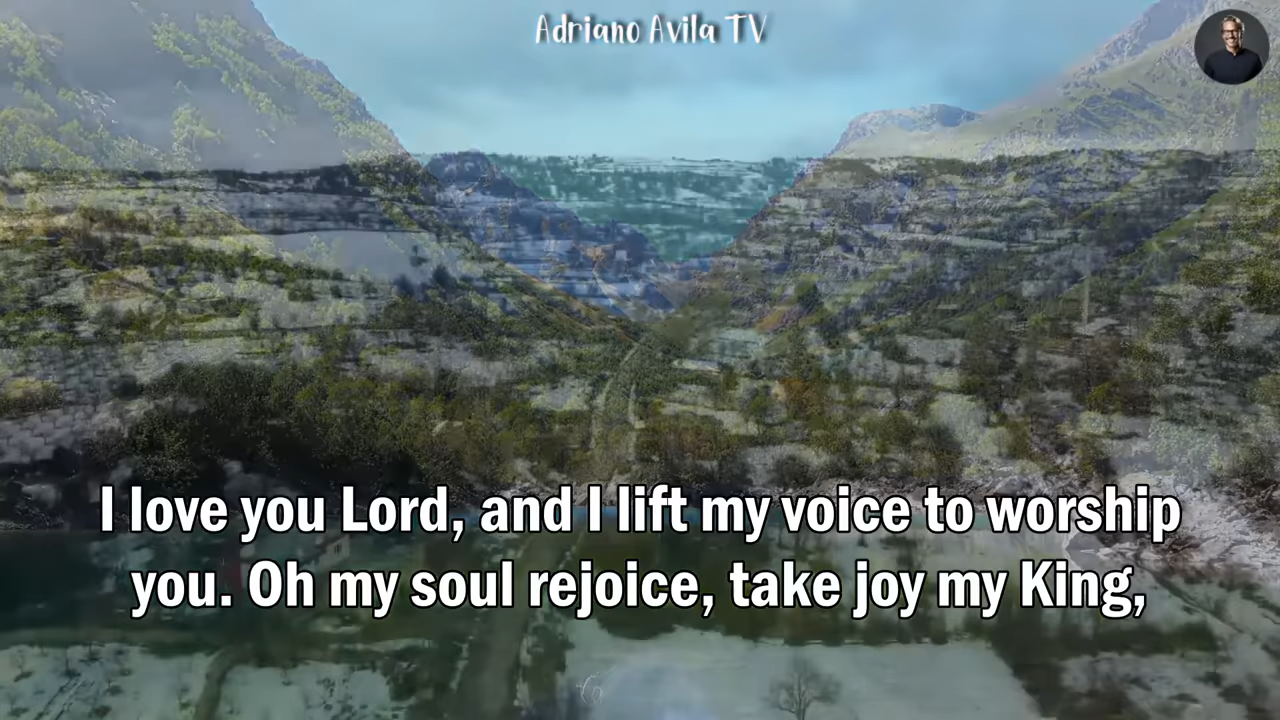 Adriano Avila TV
I love you Lord, and I lift my voice to worship
you. Oh my soul rejoice, take joy my King,